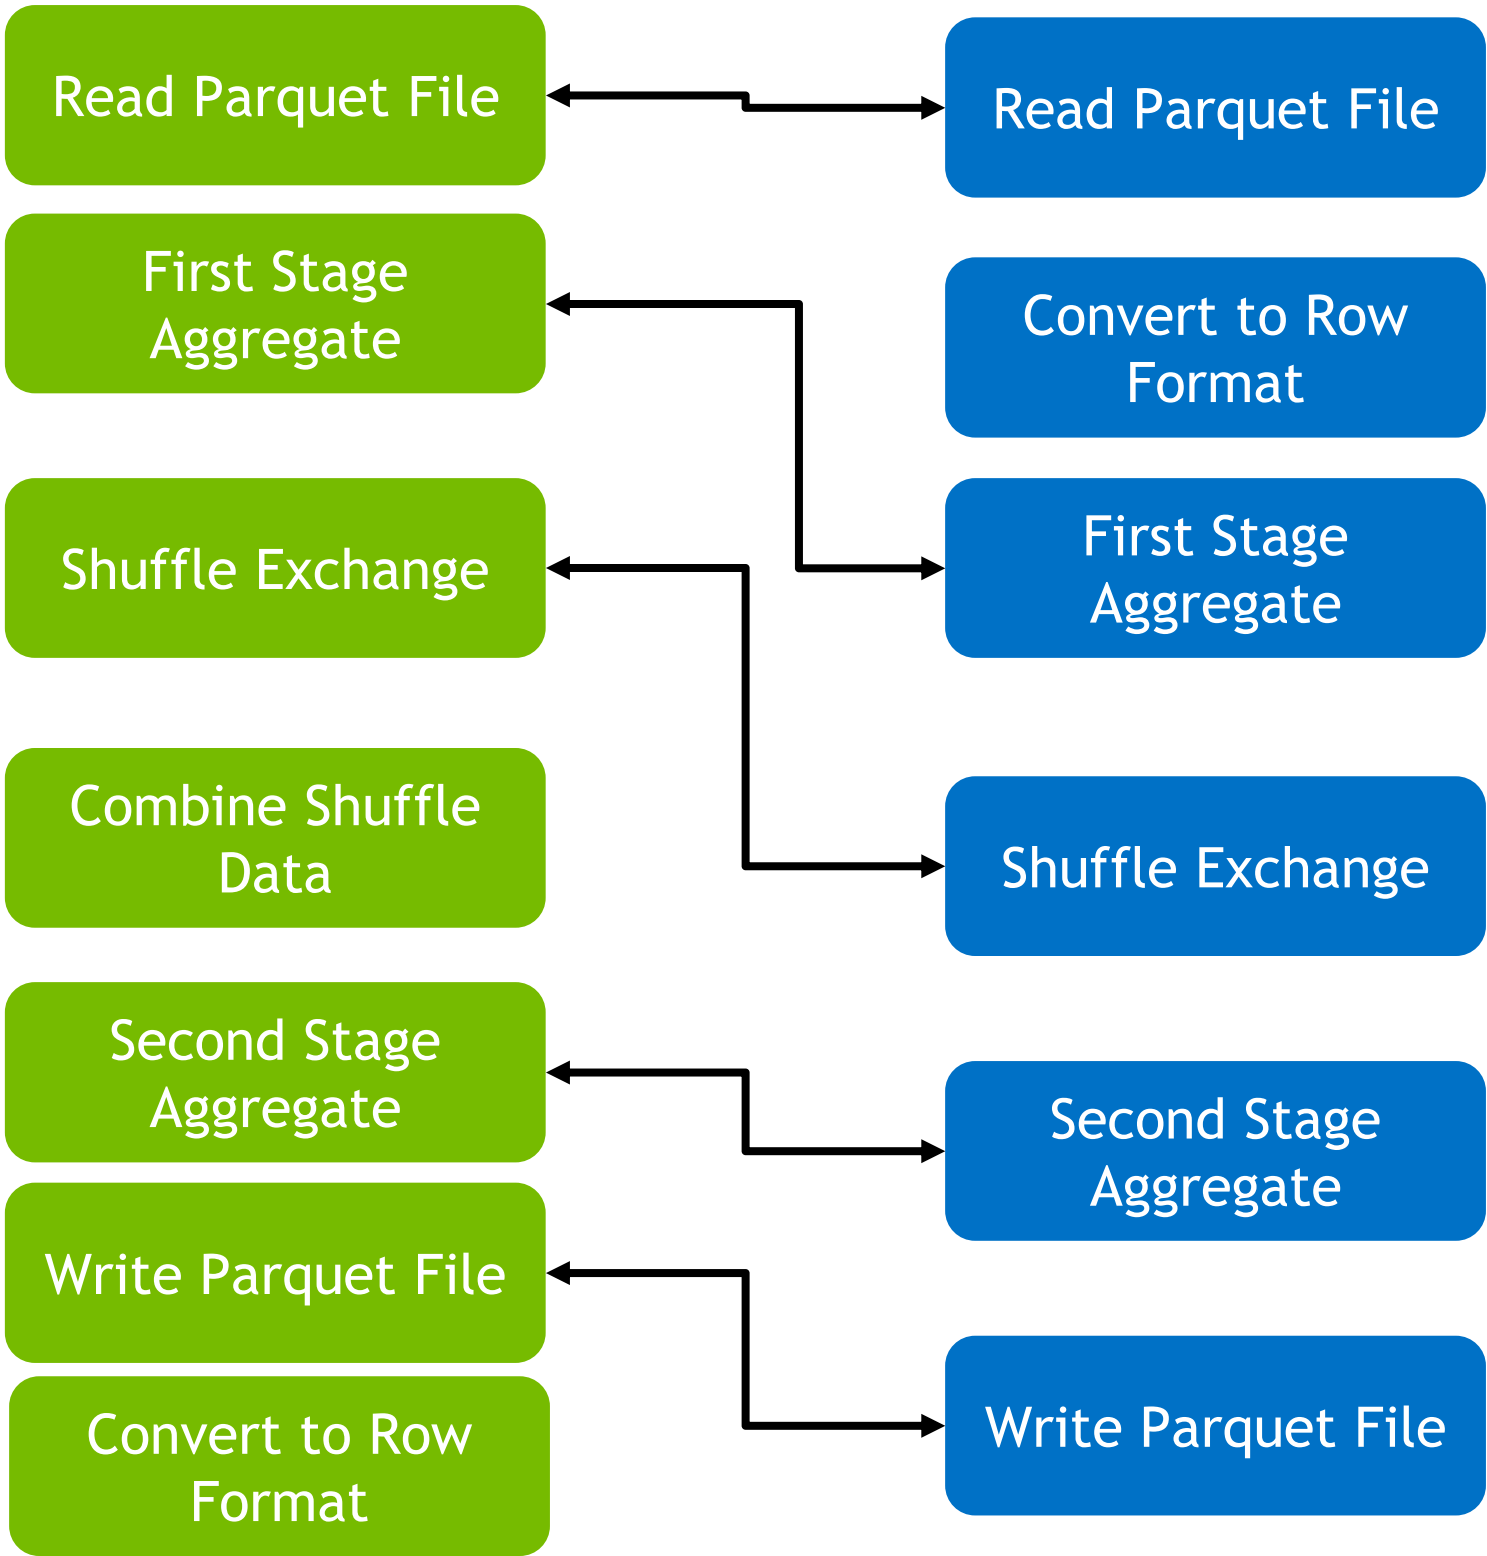 Read Parquet File
First Stage
Aggregate
Shuffle Exchange
Combine Shuffle
Data
Second Stage
Aggregate
Write Parquet File
Convert to Row
Format
Read Parquet File
Convert to Row
Format
First Stage
Aggregate
Shuffle Exchange
Second Stage
Aggregate
Write Parquet File